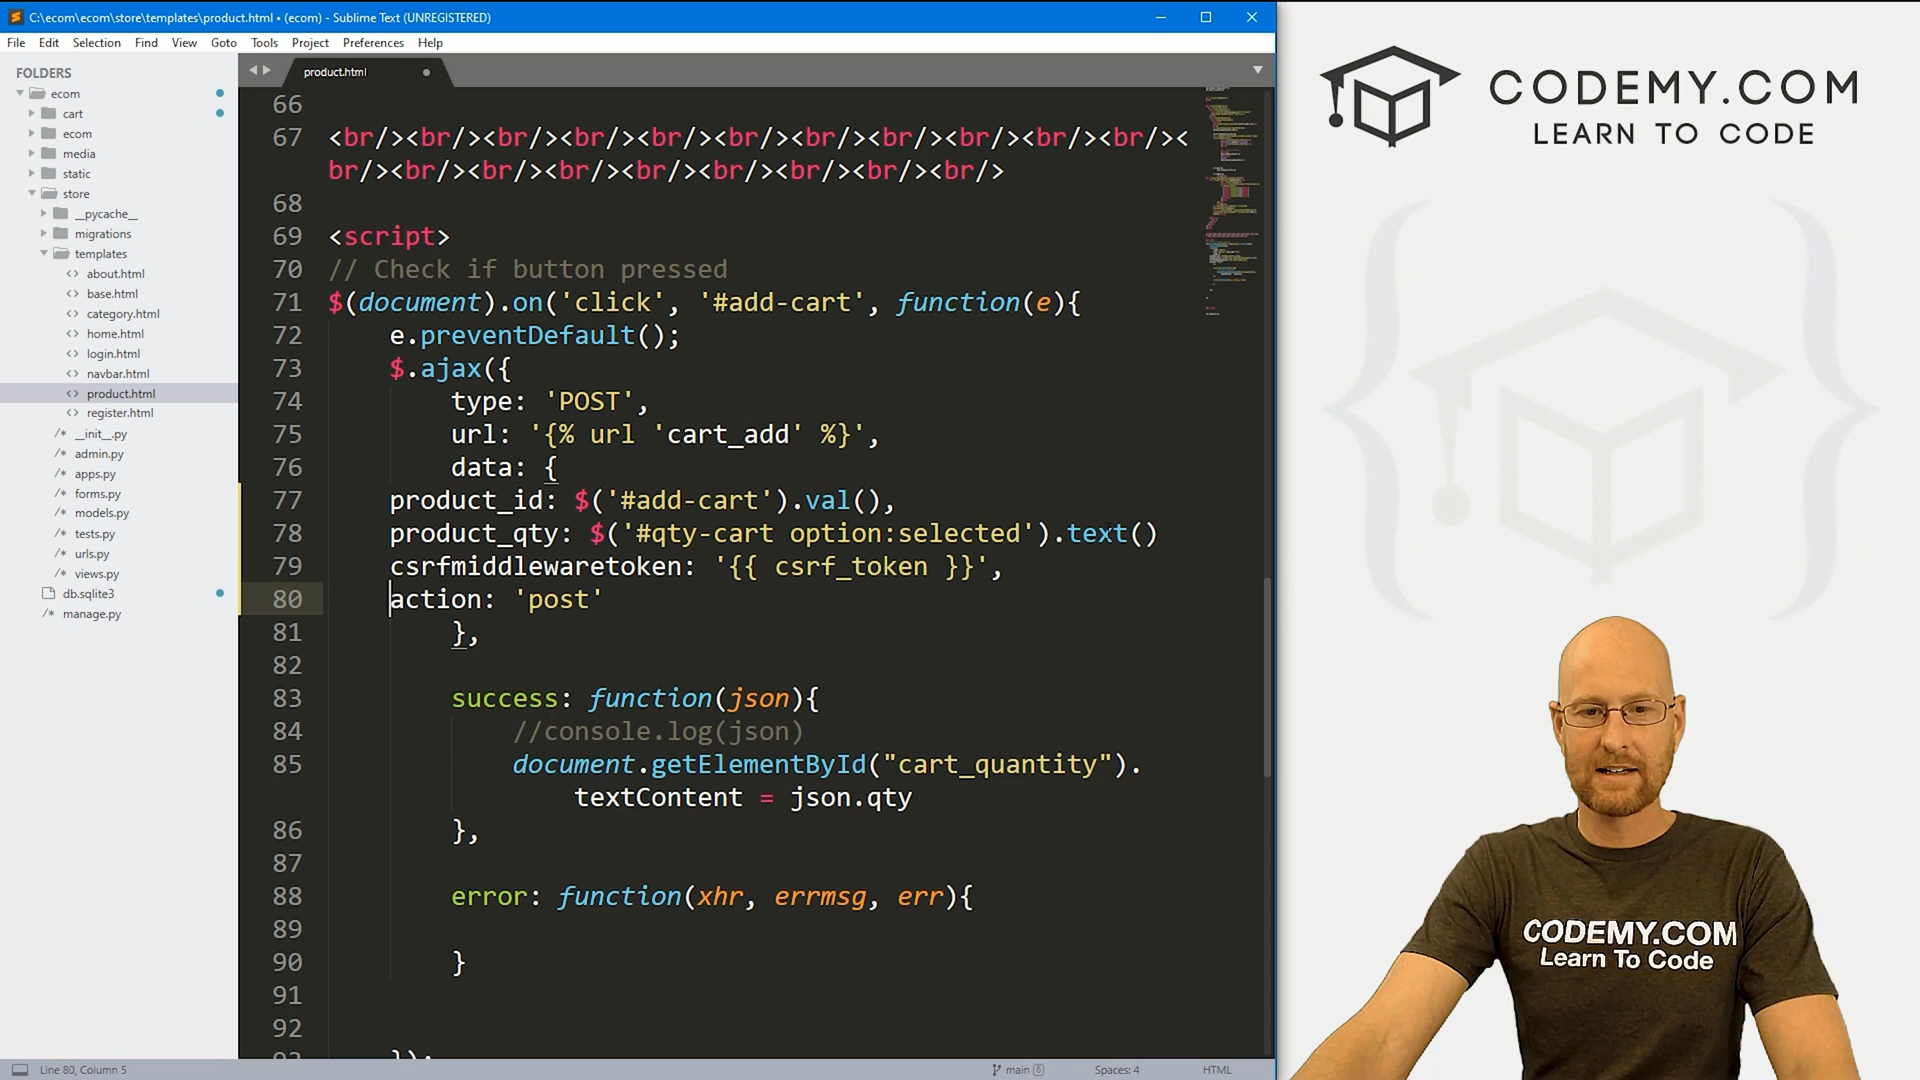 C:\ecom\ecom\store\templates\product.html • (ecom) - Sublime Text (UNREGISTERED)
File Edit Selection Find View Goto Tools Project Preferences Help
FOLDERS
ecom
cart
ecom
media
static
store
__pycache__
migrations
templates
about.html
base.html
category.html
home.html
login.html
navbar.html
product.html
register.html
__init__.py
admin.py
apps.py
forms.py
models.py
tests.py
urls.py
views.py
db.sqlite3
manage.py
product.html
66
67 <br/><br/><br/><br/><br/><br/><br/><br/><br/><br/><br/><
br/><br/><br/><br/><br/><br/><br/><br/><br/>
68
69 <script>
70 // Check if button pressed
71 $(document).on('click', '#add-cart', function(e){
72 e.preventDefault();
73 $.ajax({
74 type: 'POST',
75 url: '{% url 'cart_add' %}',
76 data: {
77 product_id: $('#add-cart').val(),
78 product_qty: $('#qty-cart option:selected').text()
79 csrfmiddlewaretoken: '{{ csrf_token }}',
80 action: 'post'
81 },
82
83 success: function(json){
84 //console.log(json)
85 document.getElementById("cart_quantity").
textContent = json.qty
86 },
87
88 error: function(xhr, errmsg, err){
89
90 }
91
92
93 });
Line 80, Column 5
main 6
Spaces: 4
HTML
CODEMY.COM
LEARN TO CODE
CODEMY.COM
Learn To Code